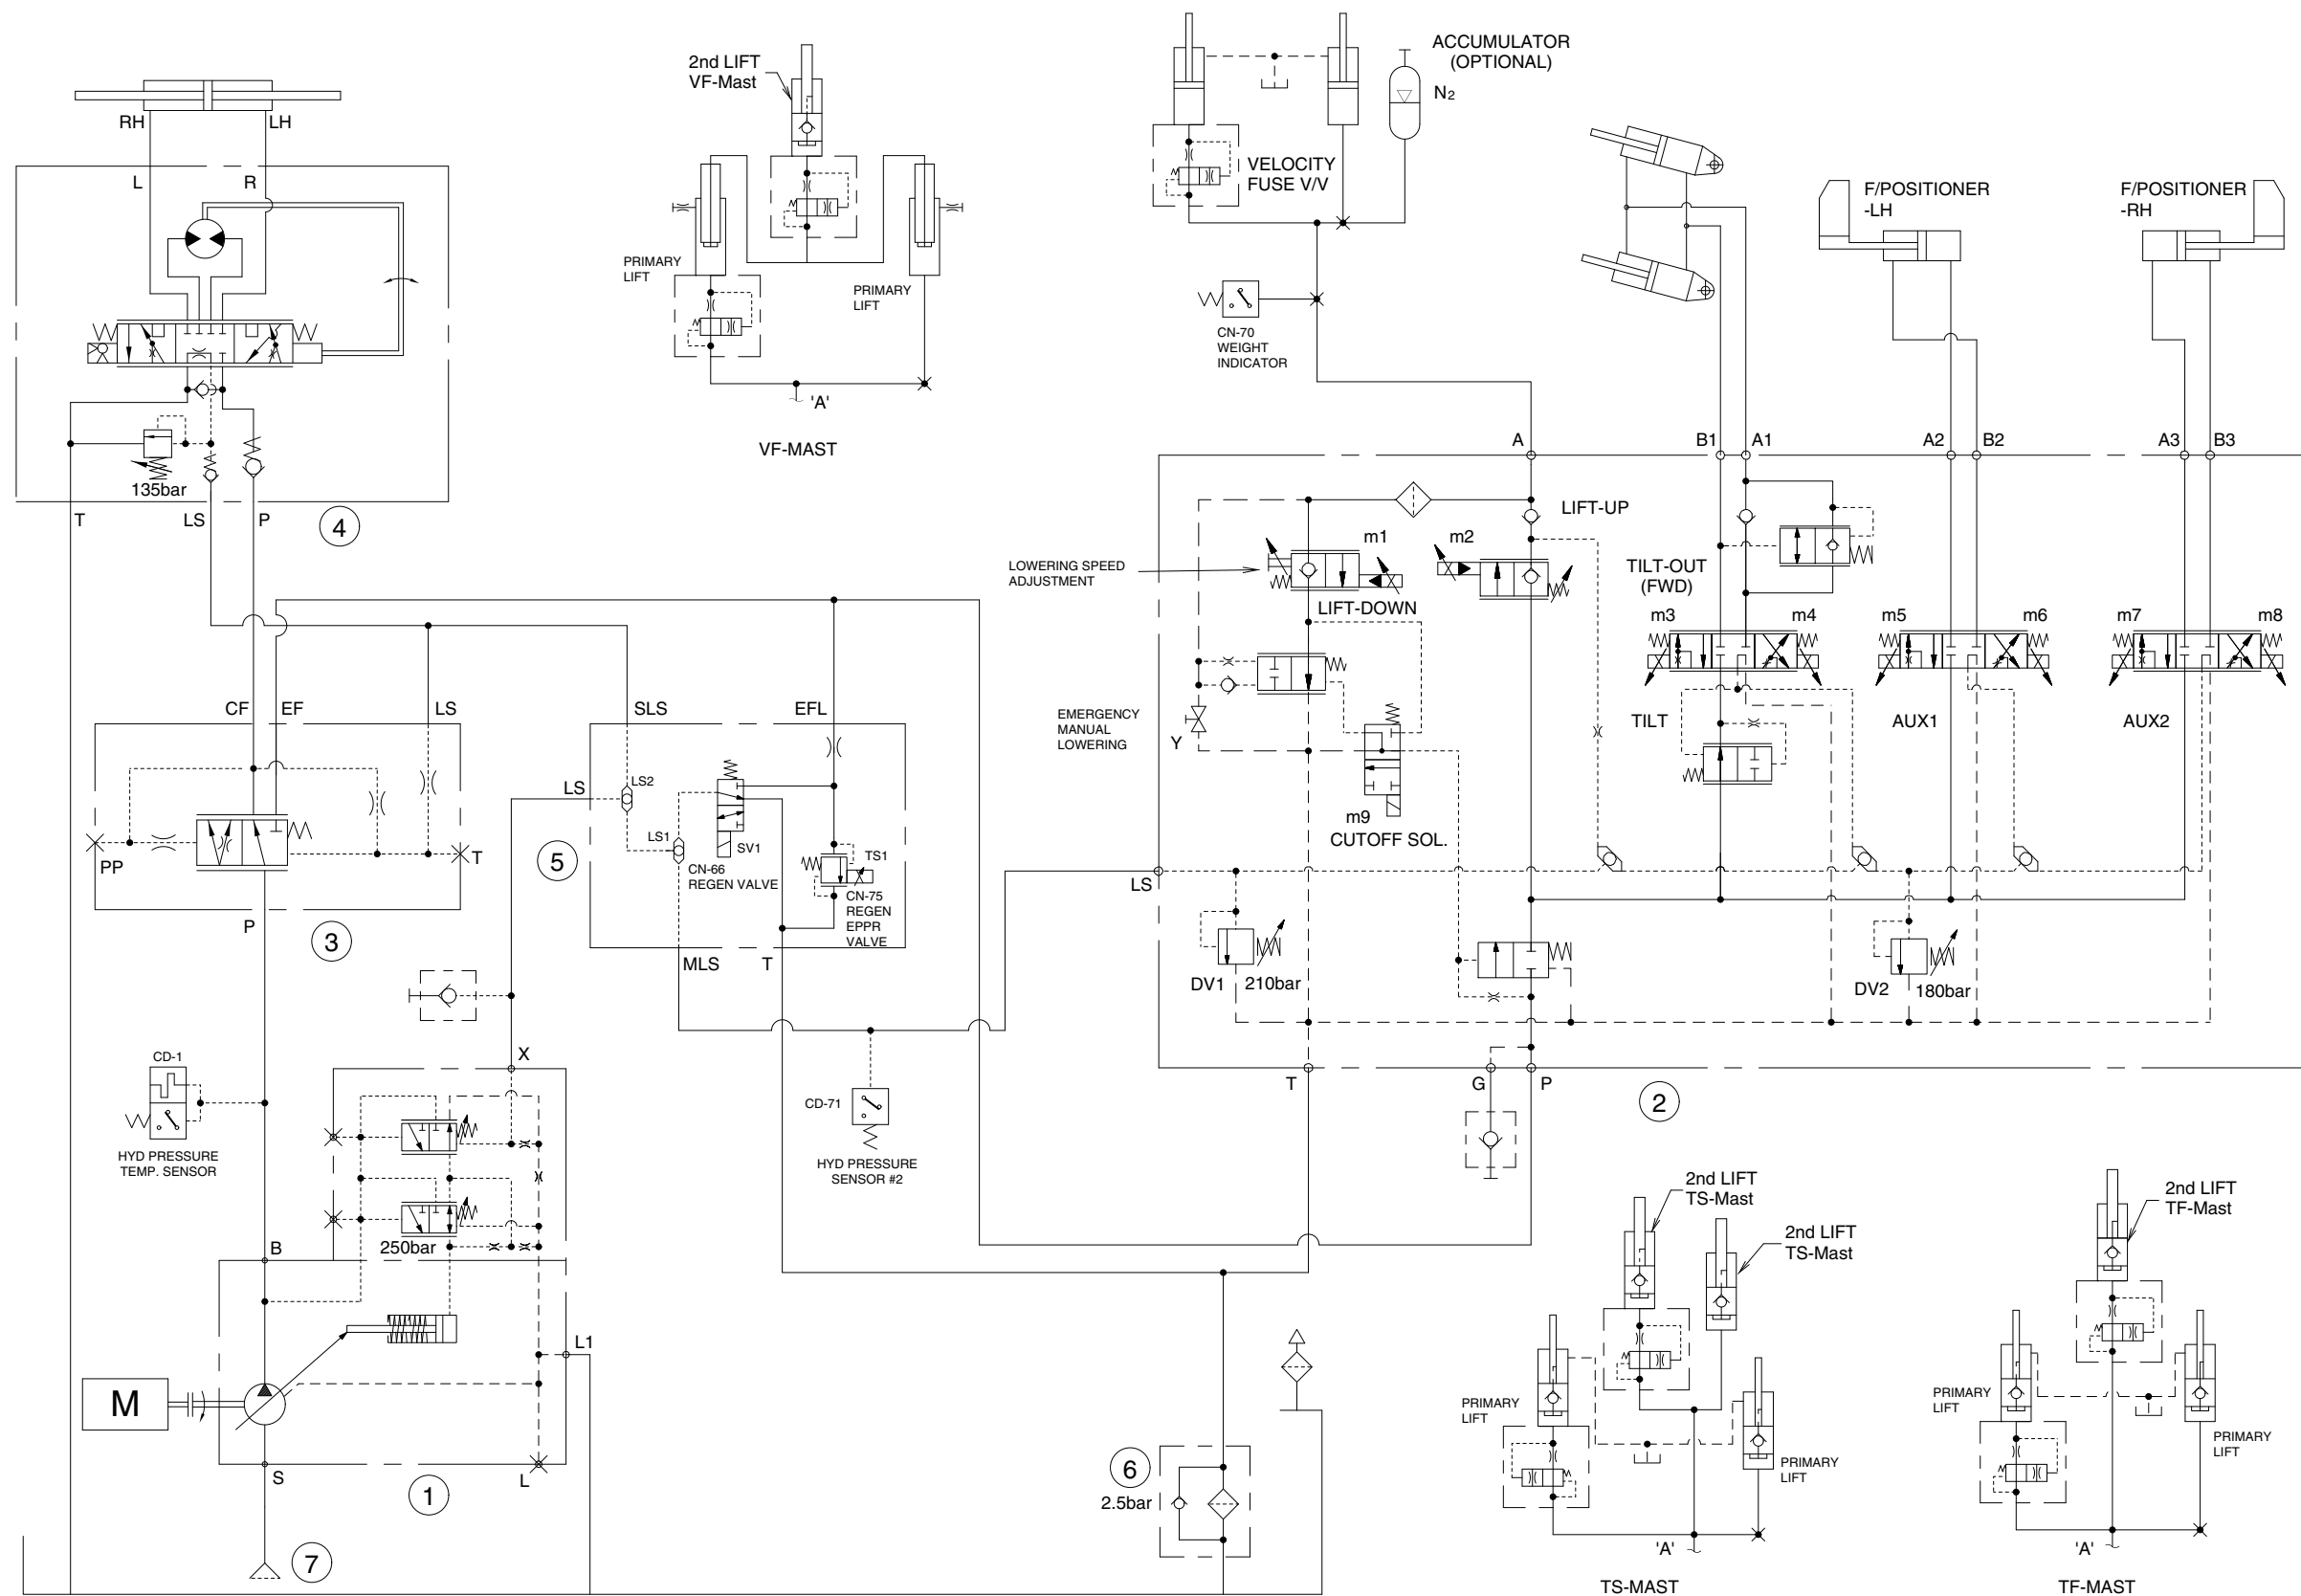 2nd LIFT
VF-Mast
ACCUMULATOR
(OPTIONAL)
N2
RH
LH
VELOCITY
FUSE V/V
F/POSITIONER
-LH
F/POSITIONER
-RH
L
R
PRIMARY
LIFT
PRIMARY
LIFT
CN-70
WEIGHT
INDICATOR
'A'
VF-MAST
A
B1
A1
A2
B2
A3
B3
135bar
T
LS
P
4
LIFT-UP
m1
m2
LOWERING SPEED
ADJUSTMENT
TILT-OUT
(FWD)
LIFT-DOWN
m3
m4
m5
m6
m7
m8
CF
EF
LS
SLS
EFL
EMERGENCY
MANUAL
LOWERING
Y
TILT
AUX1
AUX2
LS
LS2
LS1
SV1
TS1
m9
CUTOFF SOL.
PP
T
5
CN-66
REGEN VALVE
CN-75
REGEN
EPPR
VALVE
LS
P
3
MLS
T
DV1
210bar
DV2
180bar
CD-1
X
HYD PRESSURE
TEMP. SENSOR
CD-71
HYD PRESSURE
SENSOR #2
T
G
P
2
250bar
B
2nd LIFT
TS-Mast
2nd LIFT
TS-Mast
2nd LIFT
TF-Mast
L1
M
PRIMARY
LIFT
PRIMARY
LIFT
PRIMARY
LIFT
PRIMARY
LIFT
S
L
1
6
2.5bar
7
'A'
TS-MAST
'A'
TF-MAST